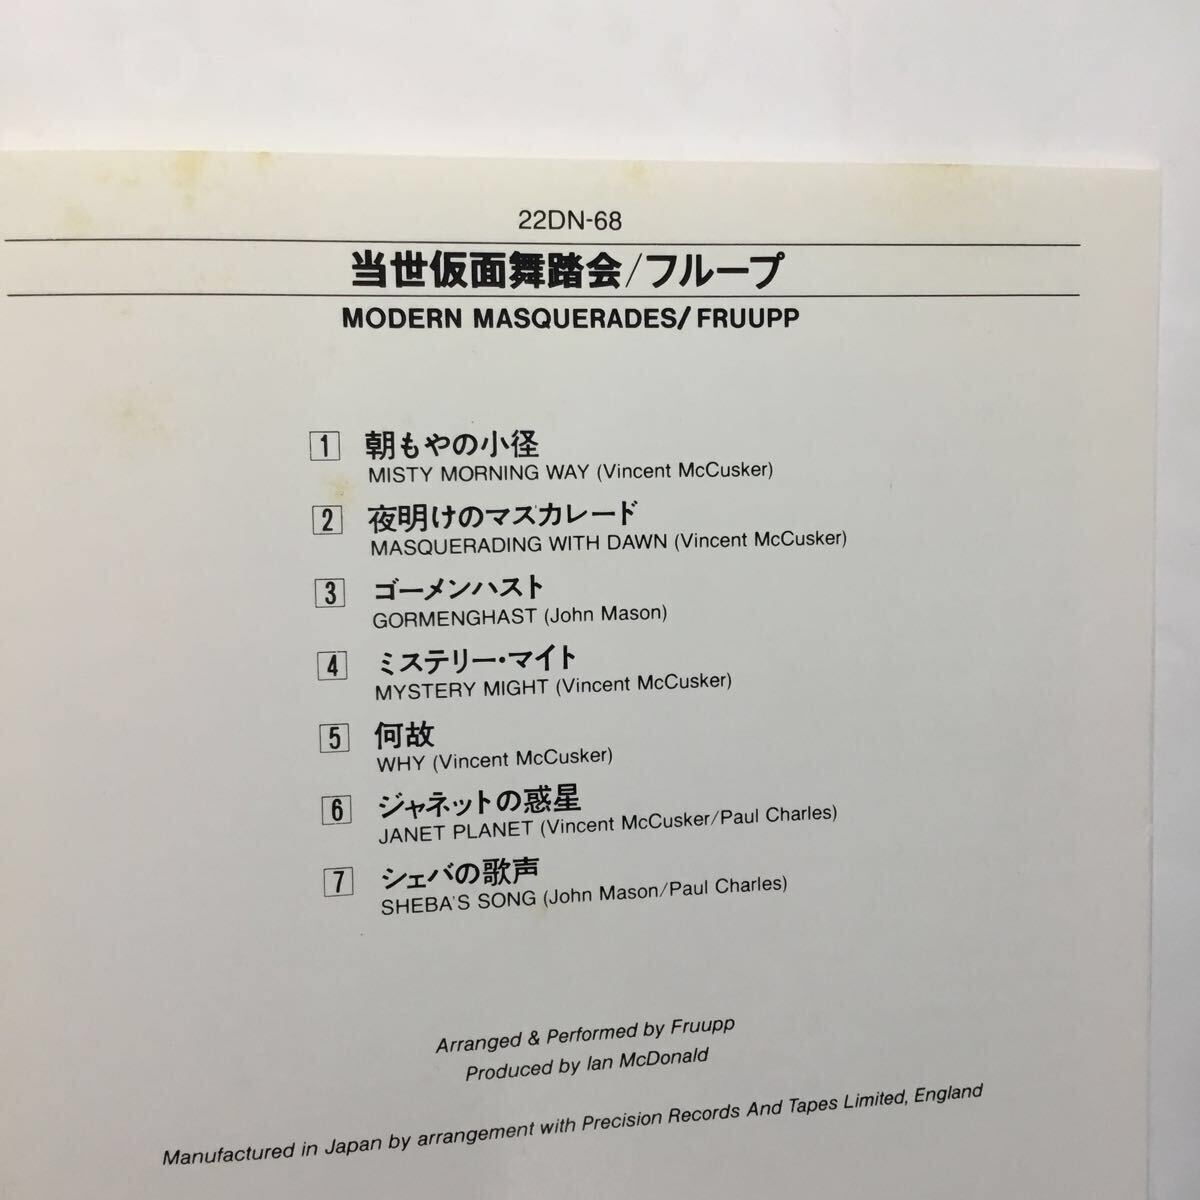 22DN-68
当世仮面舞踏会/フループ
MODERN MASQUERADES/FRUUPP
1 朝もやの小径
MISTY MORNING WAY (Vincent McCusker)
2 夜明けのマスカレード
MASQUERADING WITH DAWN (Vincent McCusker)
3 ゴーメンハスト
GORMENGHAST (John Mason)
4 ミステリー・マイト
MYSTERY MIGHT (Vincent McCusker)
5 何故
WHY (Vincent McCusker)
6 ジャネットの惑星
JANET PLANET (Vincent McCusker/Paul Charles)
7 シェバの歌声
SHEBA'S SONG (John Mason/Paul Charles)
Arranged & Performed by Fruupp
Produced by Ian McDonald
Manufactured in Japan by arrangement with Precision Records And Tapes Limited, England